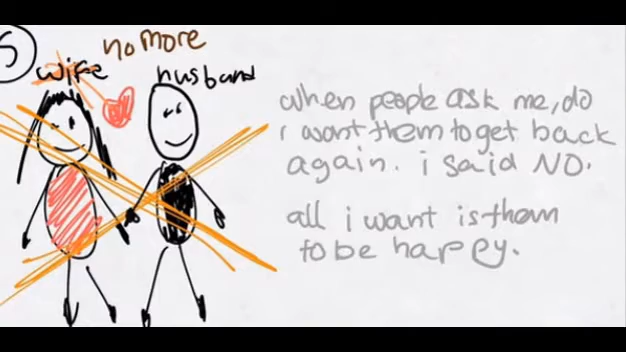 5
no more
wife
husband
when people ask me, do
i want them to get back
again. i said NO.
all i want is them
to be happy.